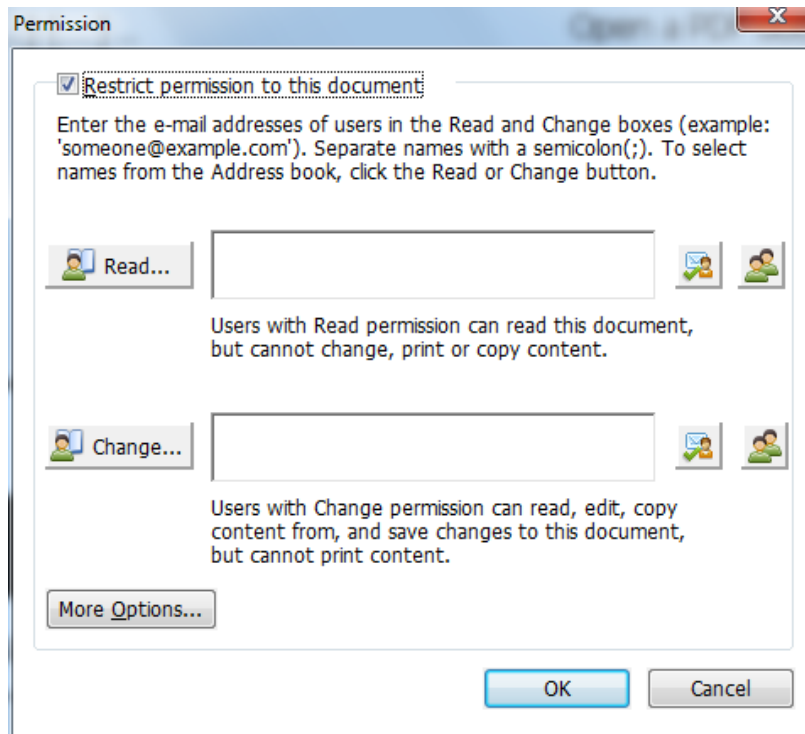 Permission
Open a PDF
Restrict permission to this document
Enter the e-mail addresses of users in the Read and Change boxes (example:
'someone@example.com'). Separate names with a semicolon(;). To select
names from the Address book, click the Read or Change button.
Read...
Users with Read permission can read this document,
but cannot change, print or copy content.
Change...
Users with Change permission can read, edit, copy
content from, and save changes to this document,
but cannot print content.
More Options...
OK
Cancel